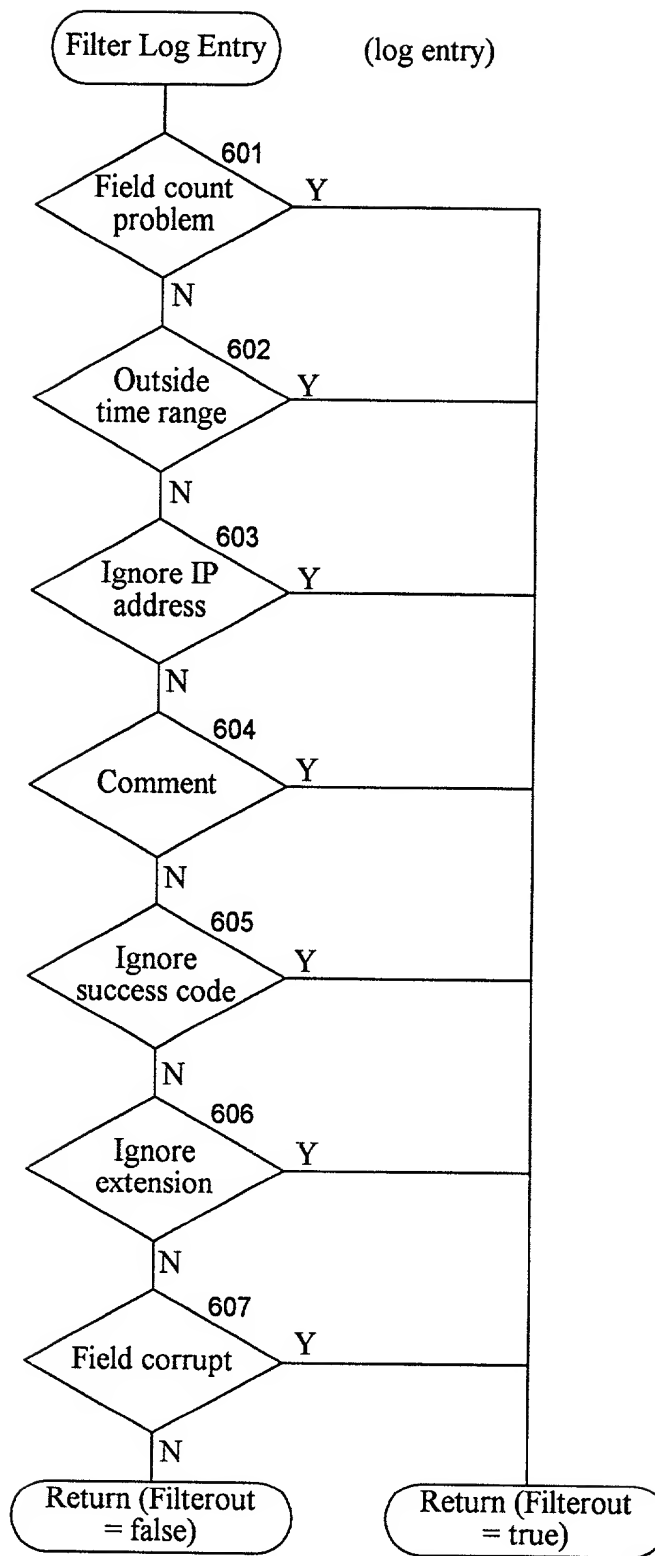 Filter Log Entry (log entry)
601
Field count
problem
Y
N
602
Outside
time range
Y
N
603
Ignore IP
address
Y
N
604
Comment
Y
N
605
Ignore
success code
Y
N
606
Ignore
extension
Y
N
607
Field corrupt
Y
N
Return (Filterout
= false)
Return (Filterout
= true)